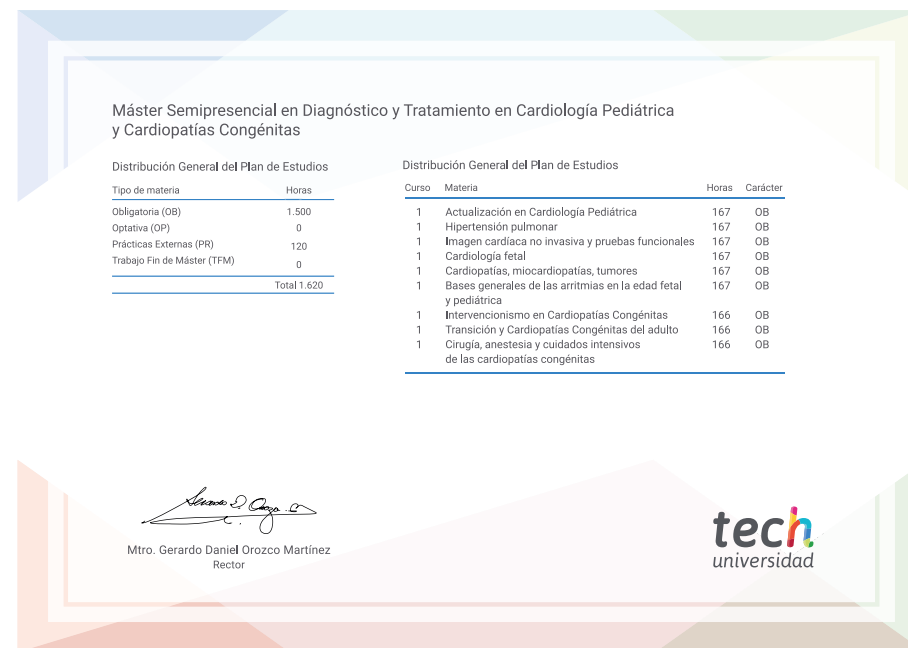 Máster Semipresencial en Diagnóstico y Tratamiento en Cardiología Pediátrica
y Cardiopatías Congénitas
Distribución General del Plan de Estudios
Tipo de materia Horas
Obligatoria (OB) 1.500
Optativa (OP) 0
Prácticas Externas (PR) 120
Trabajo Fin de Máster (TFM) 0
Total 1.620
Distribución General del Plan de Estudios
Curso Materia Horas Carácter
1 Actualización en Cardiología Pediátrica 167 OB
1 Hipertensión pulmonar 167 OB
1 Imagen cardíaca no invasiva y pruebas funcionales 167 OB
1 Cardiología fetal 167 OB
1 Cardiopatías, miocardiopatías, tumores 167 OB
1 Bases generales de las arritmias en la edad fetal 167 OB
y pediátrica
1 Intervencionismo en Cardiopatías Congénitas 166 OB
1 Transición y Cardiopatías Congénitas del adulto 166 OB
1 Cirugía, anestesia y cuidados intensivos 166 OB
de las cardiopatías congénitas
Mtro. Gerardo Daniel Orozco Martínez
Rector
tech
universidad